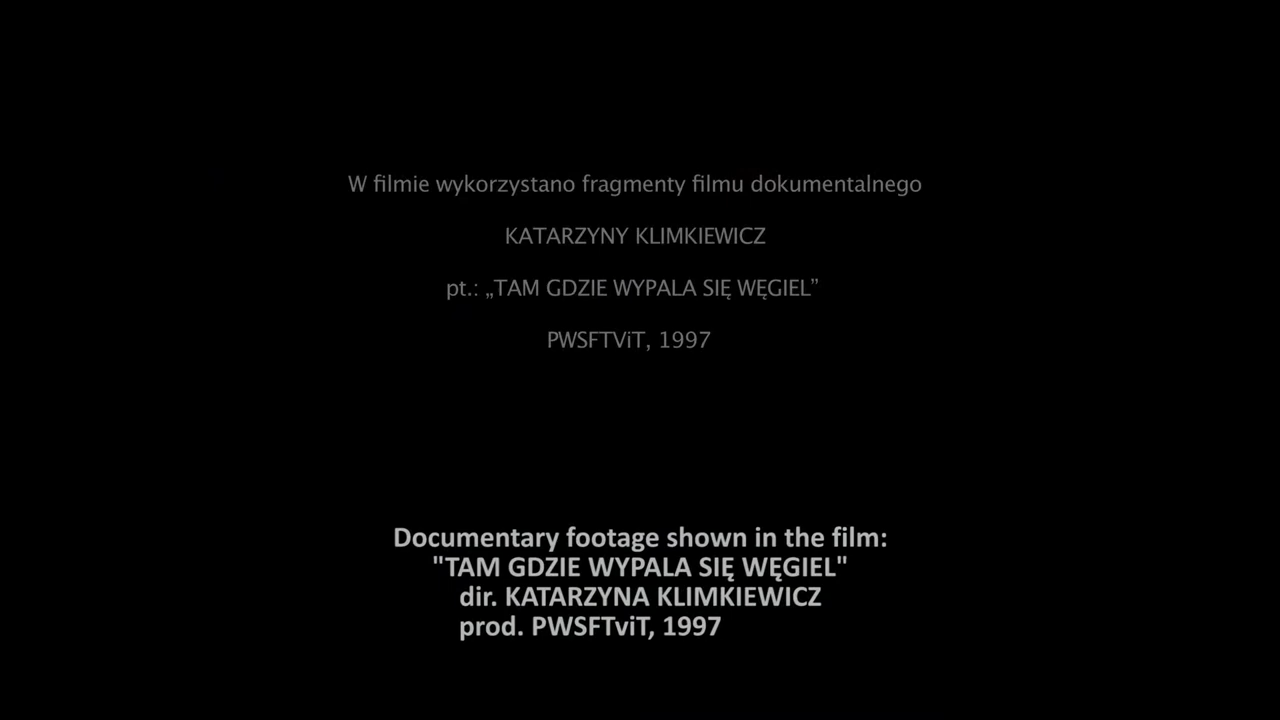 W filmie wykorzystano fragmenty filmu dokumentalnego
KATARZYNY KLIMKIEWICZ
pt.: „TAM GDZIE WYPALA SIĘ WĘGIEL”
PWSFTViT, 1997
Documentary footage shown in the film:
"TAM GDZIE WYPALA SIĘ WĘGIEL"
dir. KATARZYNA KLIMKIEWICZ
prod. PWSFTviT, 1997